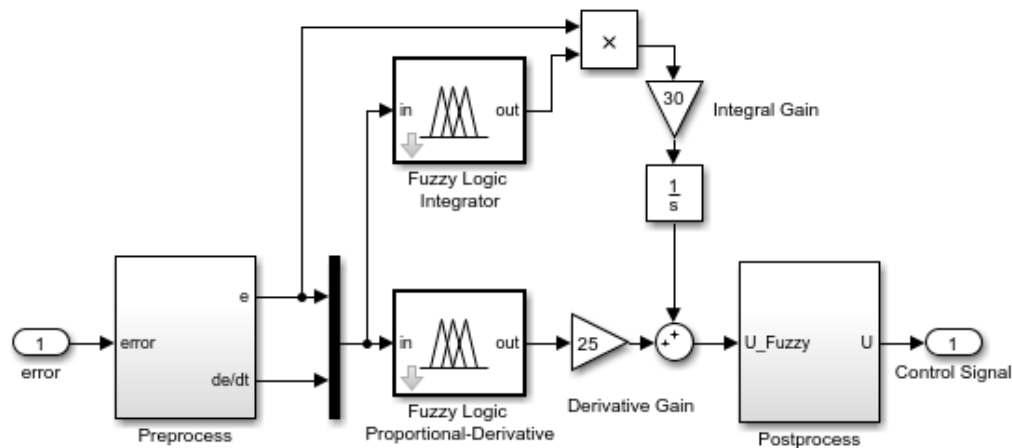 ×
in
out
30
Integral Gain
Fuzzy Logic
Integrator
1
s
e
1
error
error
de/dt
in
out
25
U_Fuzzy
U
1
error
Control Signal
Derivative Gain
Fuzzy Logic
Proportional-Derivative
Preprocess
Postprocess